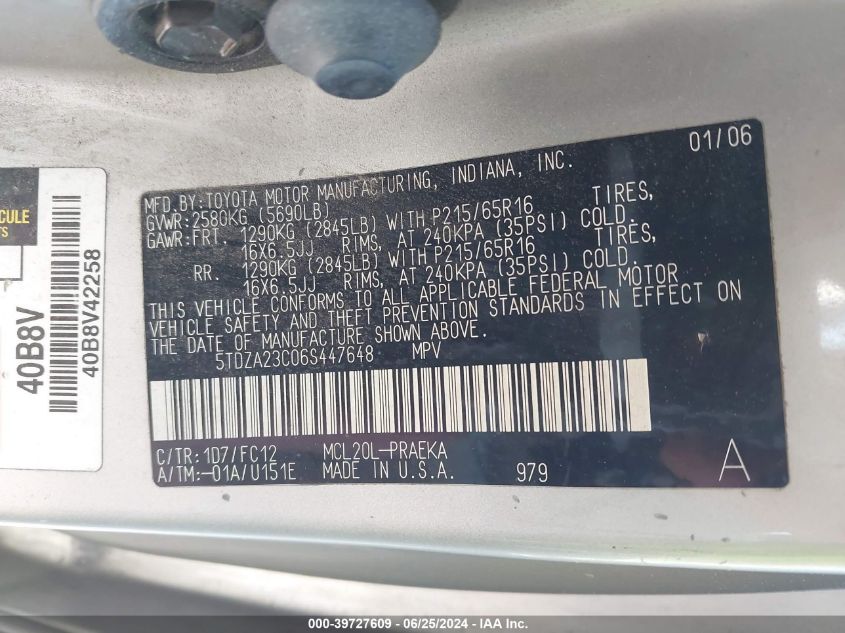 01/06
MFD.BY:TOYOTA MOTOR MANUFACTURING, INDIANA, INC.
GVWR:2580KG (5690LB)
GAWR:FRT. 1290KG (2845LB) WITH P215/65R16 TIRES,
16X6.5JJ RIMS, AT 240KPA (35PSI) COLD.
RR. 1290KG (2845LB) WITH P215/65R16 TIRES,
16X6.5JJ RIMS, AT 240KPA (35PSI) COLD.
THIS VEHICLE CONFORMS TO ALL APPLICABLE FEDERAL MOTOR
VEHICLE SAFETY AND THEFT PREVENTION STANDARDS IN EFFECT ON
THE DATE OF MANUFACTURE SHOWN ABOVE.
5TDZA23C06S447648 MPV
C/TR: 1D7/FC12 MCL20L-PRAEKA
A/TM:-01A/U151E MADE IN U.S.A. 979 A
40B8V
40B8V42258
000-39727609 - 06/25/2024 - IAA Inc.